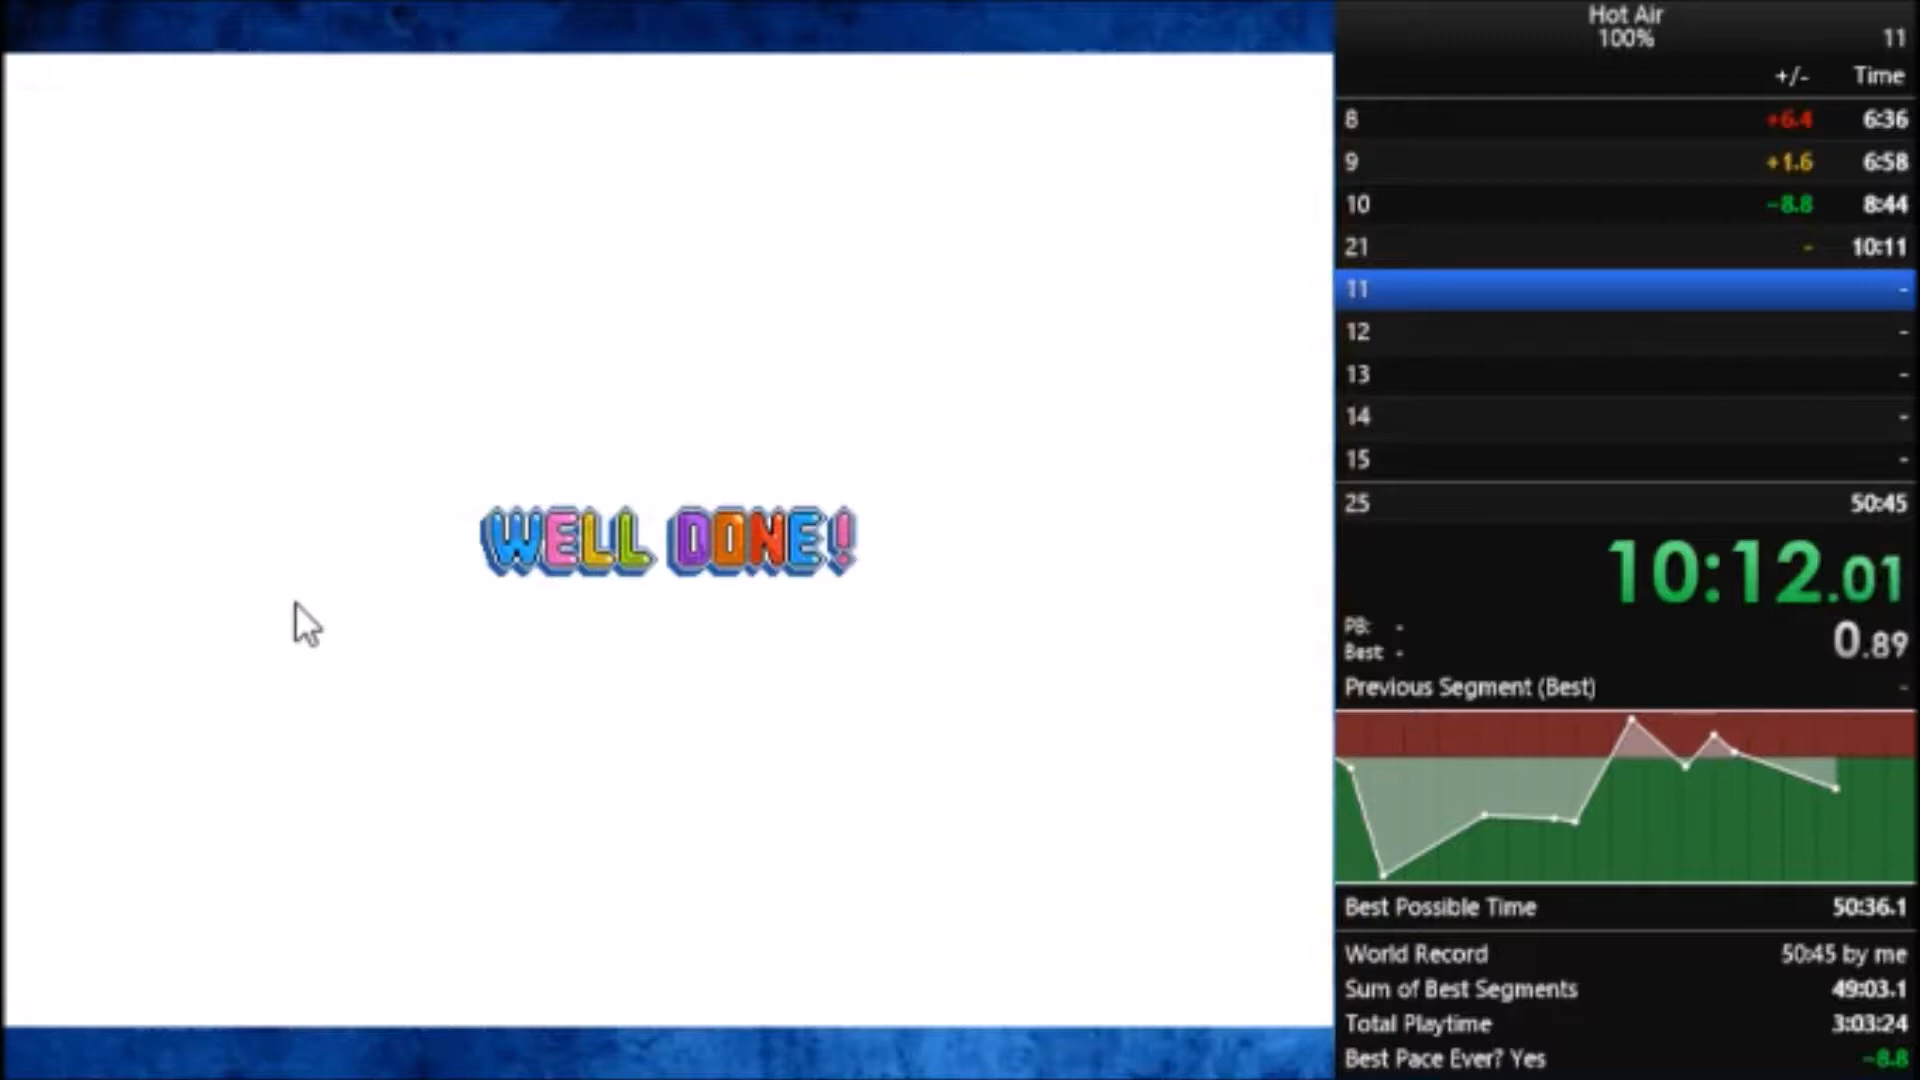 Hot Air
100% 11
+/- Time
8 +6.4 6:36
9 +1.6 6:58
10 -8.8 8:44
21 - 10:11
11 -
12 -
13 -
14 -
15 -
25 50:45
WELL DONE!
10:12.01
PB: - 0.89
Best: -
Previous Segment (Best) -
Best Possible Time 50:36.1
World Record 50:45 by me
Sum of Best Segments 49:03.1
Total Playtime 3:03:24
Best Pace Ever? Yes -8.8